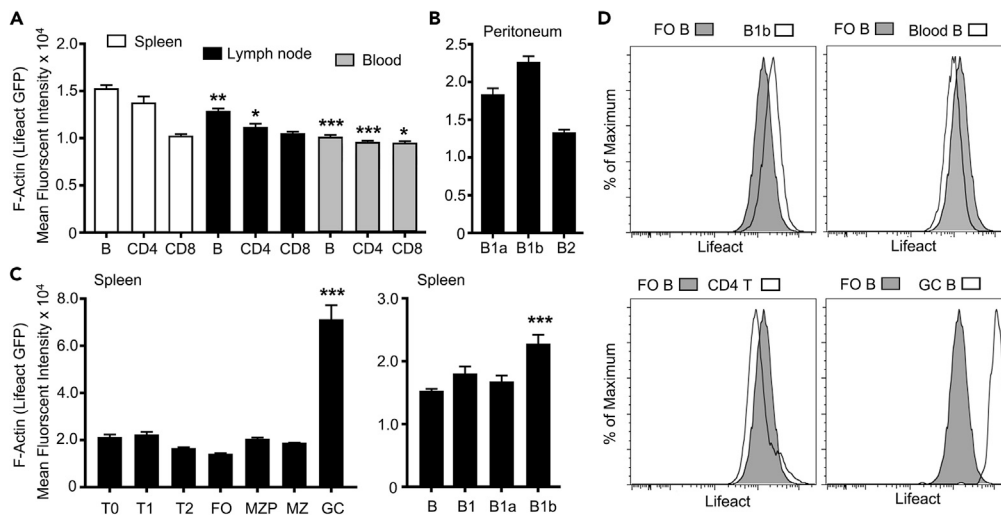 A
F-Actin (Lifeact GFP)
Mean Fluorescent Intensity x 10⁴
Spleen
Lymph node
Blood
2.0
1.5
1.0
0.5
0
**
*
***
***
*
B CD4 CD8 B CD4 CD8 B CD4 CD8
B
Peritoneum
2.5
2.0
1.5
1.0
0.5
0
B1a B1b B2
C
F-Actin (Lifeact GFP)
Mean Fluorescent Intensity x 10⁴
Spleen
8.0
6.0
4.0
2.0
0
***
T0 T1 T2 FO MZP MZ GC
Spleen
3.0
2.0
1.0
0.0
***
B B1 B1a B1b
D
% of Maximum
FO B B1b
Lifeact
FO B Blood B
Lifeact
% of Maximum
FO B CD4 T
Lifeact
FO B GC B
Lifeact